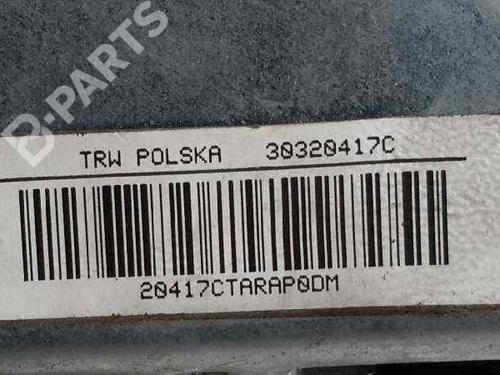 B-PARTS
TRW POLSKA 30320417C
20417CTARAP0DM